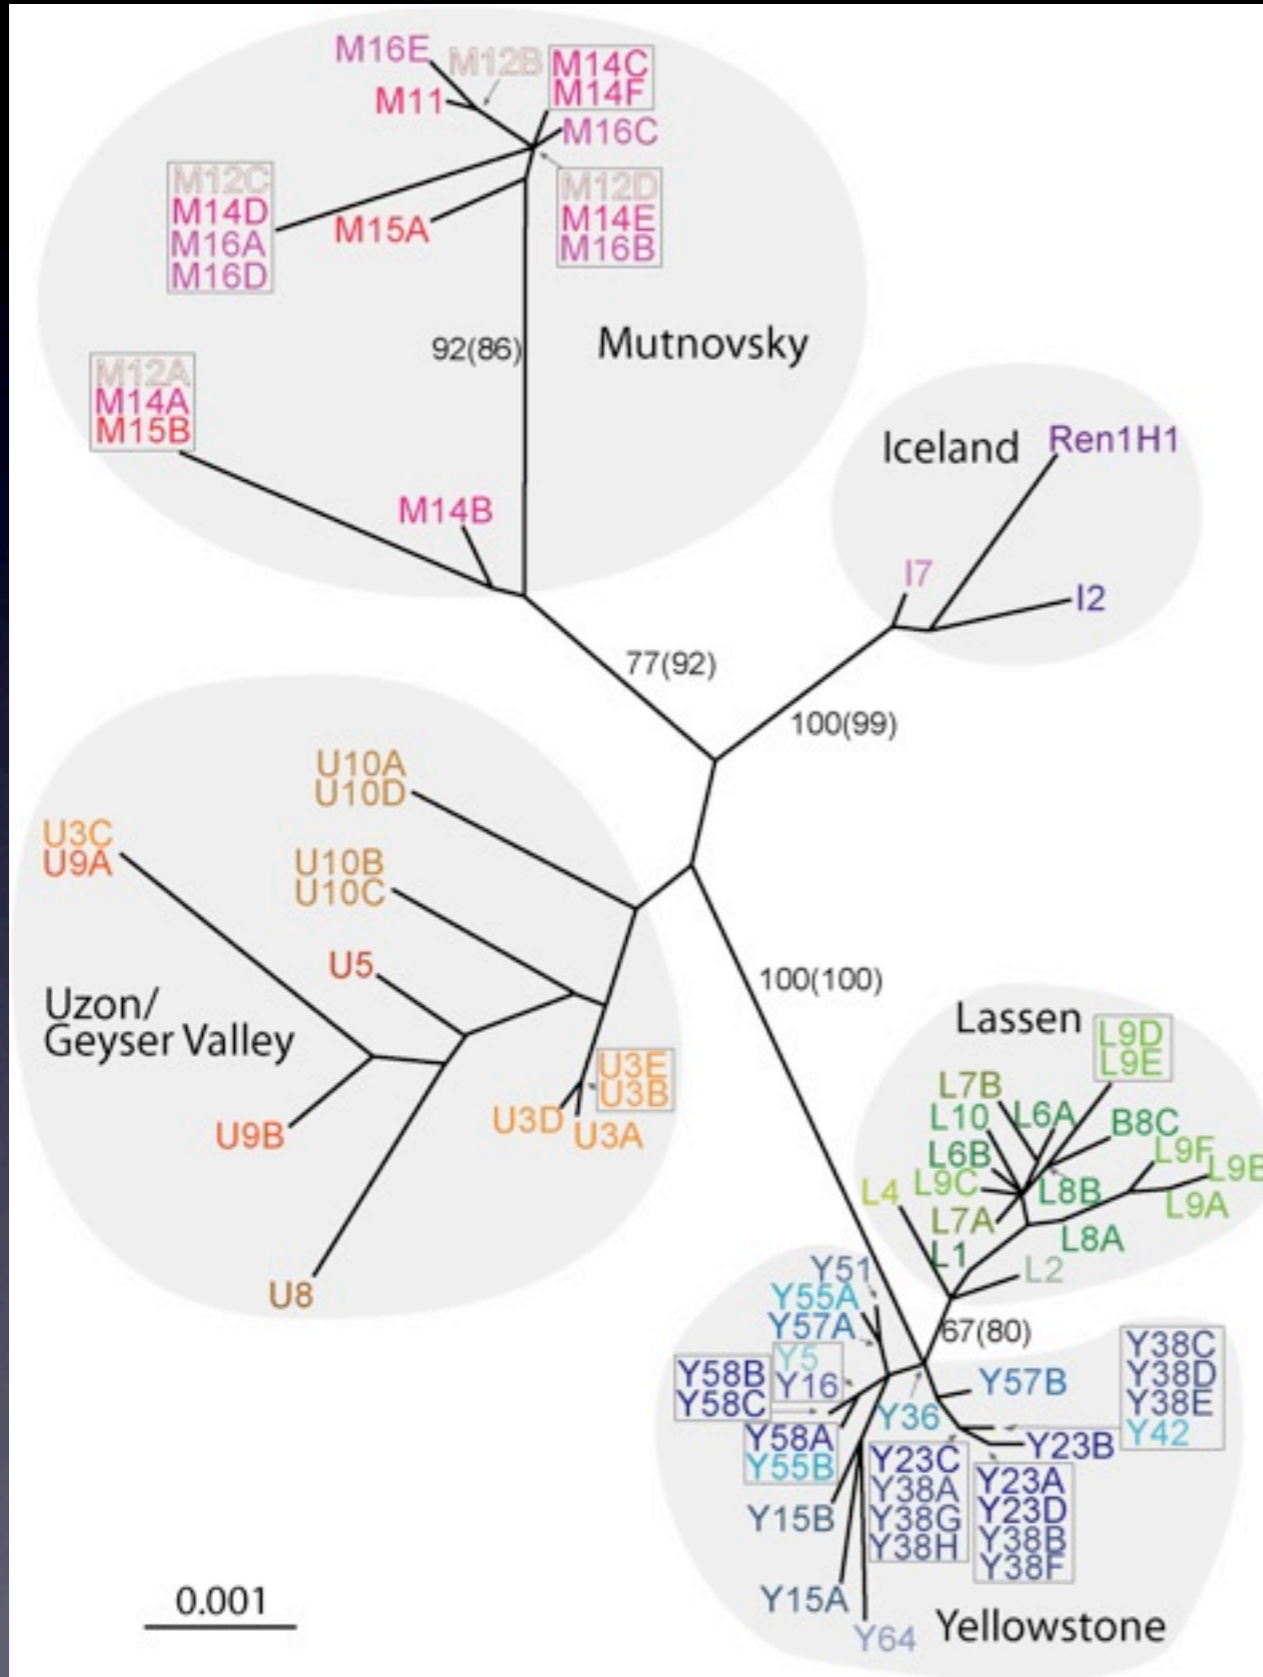 M16E
M12B
M14C
M14F
M11
M16C
M12C
M14D
M16A
M16D
M15A
M12D
M14E
M16B
92(86)
Mutnovsky
M12A
M14A
M15B
M14B
Iceland
Ren1H1
I7
I2
77(92)
100(99)
U10A
U10D
U3C
U9A
U10B
U10C
U5
100(100)
Uzon/
Geyser Valley
U3E
U3B
U9B
U3D
U3A
U8
Lassen
L9D
L9E
L7B
L10
L6A
B8C
L6B
L9F
L9B
L4
L9C
L8B
L9A
L7A
L1
L8A
L2
67(80)
Y51
Y55A
Y57A
Y5
Y16
Y58B
Y58C
Y36
Y57B
Y38C
Y38D
Y38E
Y42
Y58A
Y55B
Y23B
Y23C
Y38A
Y38G
Y38H
Y23A
Y23D
Y38B
Y38F
Y15B
Y15A
Y64
Yellowstone
0.001